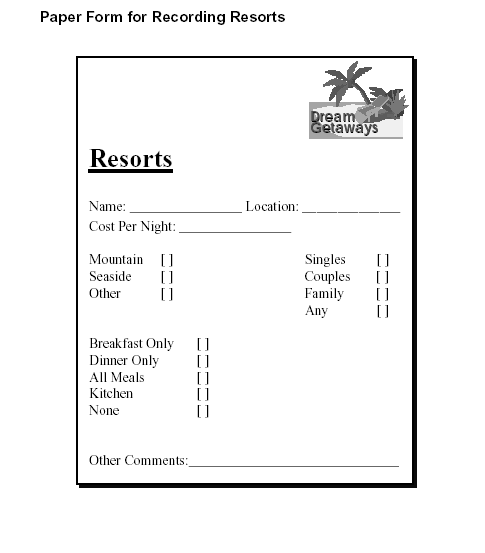 Paper Form for Recording Resorts
Dream
Getaways
Resorts
Name: ________________ Location: ______________
Cost Per Night: ________________
Mountain [ ] Singles [ ]
Seaside [ ] Couples [ ]
Other [ ] Family [ ]
Any [ ]
Breakfast Only [ ]
Dinner Only [ ]
All Meals [ ]
Kitchen [ ]
None [ ]
Other Comments:______________________________